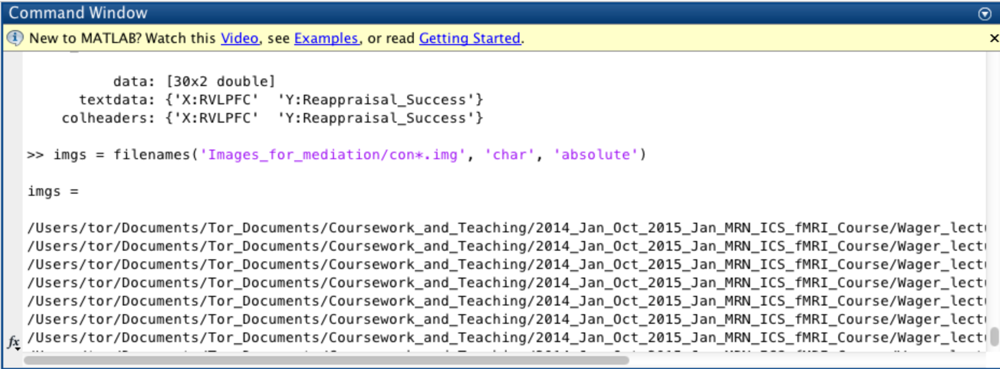 Command Window
New to MATLAB? Watch this Video, see Examples, or read Getting Started.
data: [30x2 double]
textdata: {'X:RVLPFC'  'Y:Reappraisal_Success'}
colheaders: {'X:RVLPFC'  'Y:Reappraisal_Success'}
>> imgs = filenames('Images_for_mediation/con*.img', 'char', 'absolute')
imgs =
/Users/tor/Documents/Tor_Documents/Coursework_and_Teaching/2014_Jan_Oct_2015_Jan_MRN_ICS_fMRI_Course/Wager_lect
/Users/tor/Documents/Tor_Documents/Coursework_and_Teaching/2014_Jan_Oct_2015_Jan_MRN_ICS_fMRI_Course/Wager_lect
/Users/tor/Documents/Tor_Documents/Coursework_and_Teaching/2014_Jan_Oct_2015_Jan_MRN_ICS_fMRI_Course/Wager_lect
/Users/tor/Documents/Tor_Documents/Coursework_and_Teaching/2014_Jan_Oct_2015_Jan_MRN_ICS_fMRI_Course/Wager_lect
/Users/tor/Documents/Tor_Documents/Coursework_and_Teaching/2014_Jan_Oct_2015_Jan_MRN_ICS_fMRI_Course/Wager_lect
/Users/tor/Documents/Tor_Documents/Coursework_and_Teaching/2014_Jan_Oct_2015_Jan_MRN_ICS_fMRI_Course/Wager_lect
fx /Users/tor/Documents/Tor_Documents/Coursework_and_Teaching/2014_Jan_Oct_2015_Jan_MRN_ICS_fMRI_Course/Wager_lect